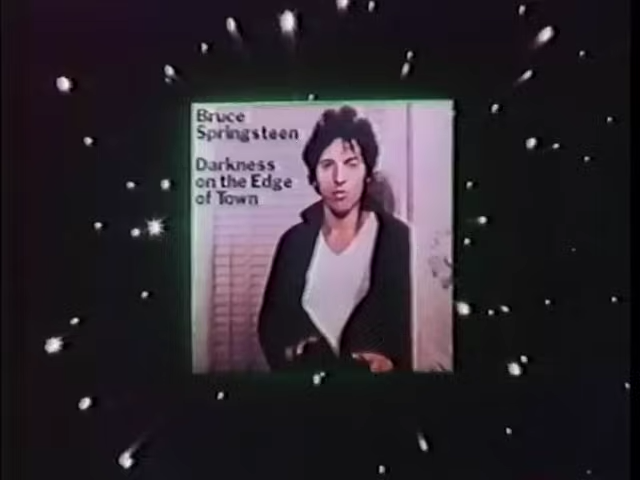 Bruce
Springsteen
Darkness
on the Edge
of Town